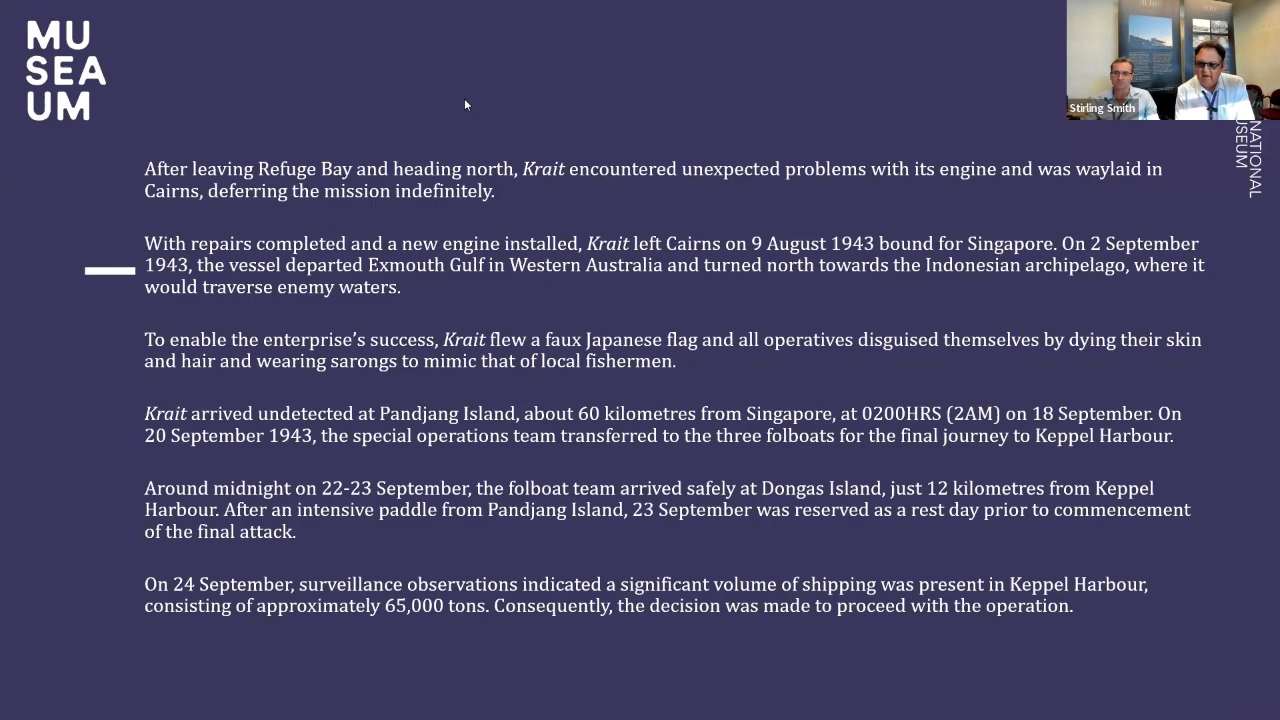 MU
SEA
UM
Stirling Smith
NATIONAL
USEUM
After leaving Refuge Bay and heading north, Krait encountered unexpected problems with its engine and was waylaid in
Cairns, deferring the mission indefinitely.
With repairs completed and a new engine installed, Krait left Cairns on 9 August 1943 bound for Singapore. On 2 September
1943, the vessel departed Exmouth Gulf in Western Australia and turned north towards the Indonesian archipelago, where it
would traverse enemy waters.
To enable the enterprise’s success, Krait flew a faux Japanese flag and all operatives disguised themselves by dying their skin
and hair and wearing sarongs to mimic that of local fishermen.
Krait arrived undetected at Pandjang Island, about 60 kilometres from Singapore, at 0200HRS (2AM) on 18 September. On
20 September 1943, the special operations team transferred to the three folboats for the final journey to Keppel Harbour.
Around midnight on 22-23 September, the folboat team arrived safely at Dongas Island, just 12 kilometres from Keppel
Harbour. After an intensive paddle from Pandjang Island, 23 September was reserved as a rest day prior to commencement
of the final attack.
On 24 September, surveillance observations indicated a significant volume of shipping was present in Keppel Harbour,
consisting of approximately 65,000 tons. Consequently, the decision was made to proceed with the operation.